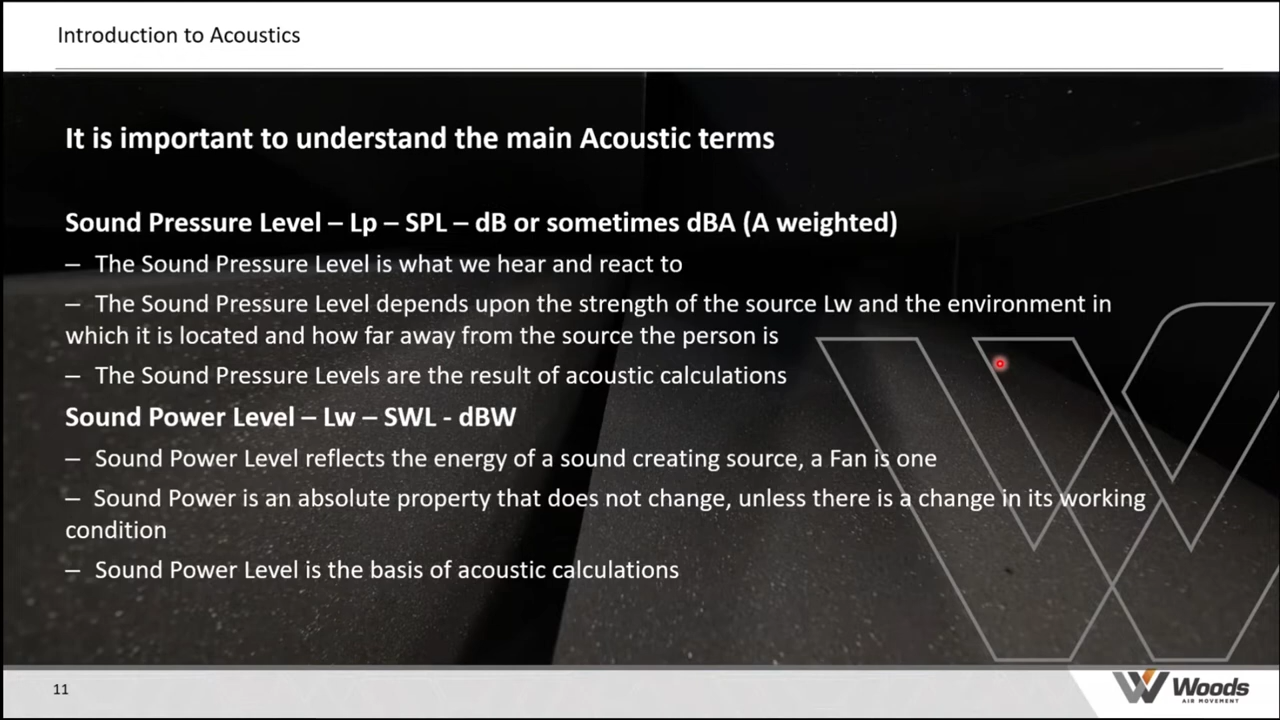 Introduction to Acoustics
It is important to understand the main Acoustic terms
Sound Pressure Level – Lp – SPL – dB or sometimes dBA (A weighted)
– The Sound Pressure Level is what we hear and react to
– The Sound Pressure Level depends upon the strength of the source Lw and the environment in
which it is located and how far away from the source the person is
– The Sound Pressure Levels are the result of acoustic calculations
Sound Power Level – Lw – SWL - dBW
– Sound Power Level reflects the energy of a sound creating source, a Fan is one
– Sound Power is an absolute property that does not change, unless there is a change in its working
condition
– Sound Power Level is the basis of acoustic calculations
11
Woods
AIR MOVEMENT